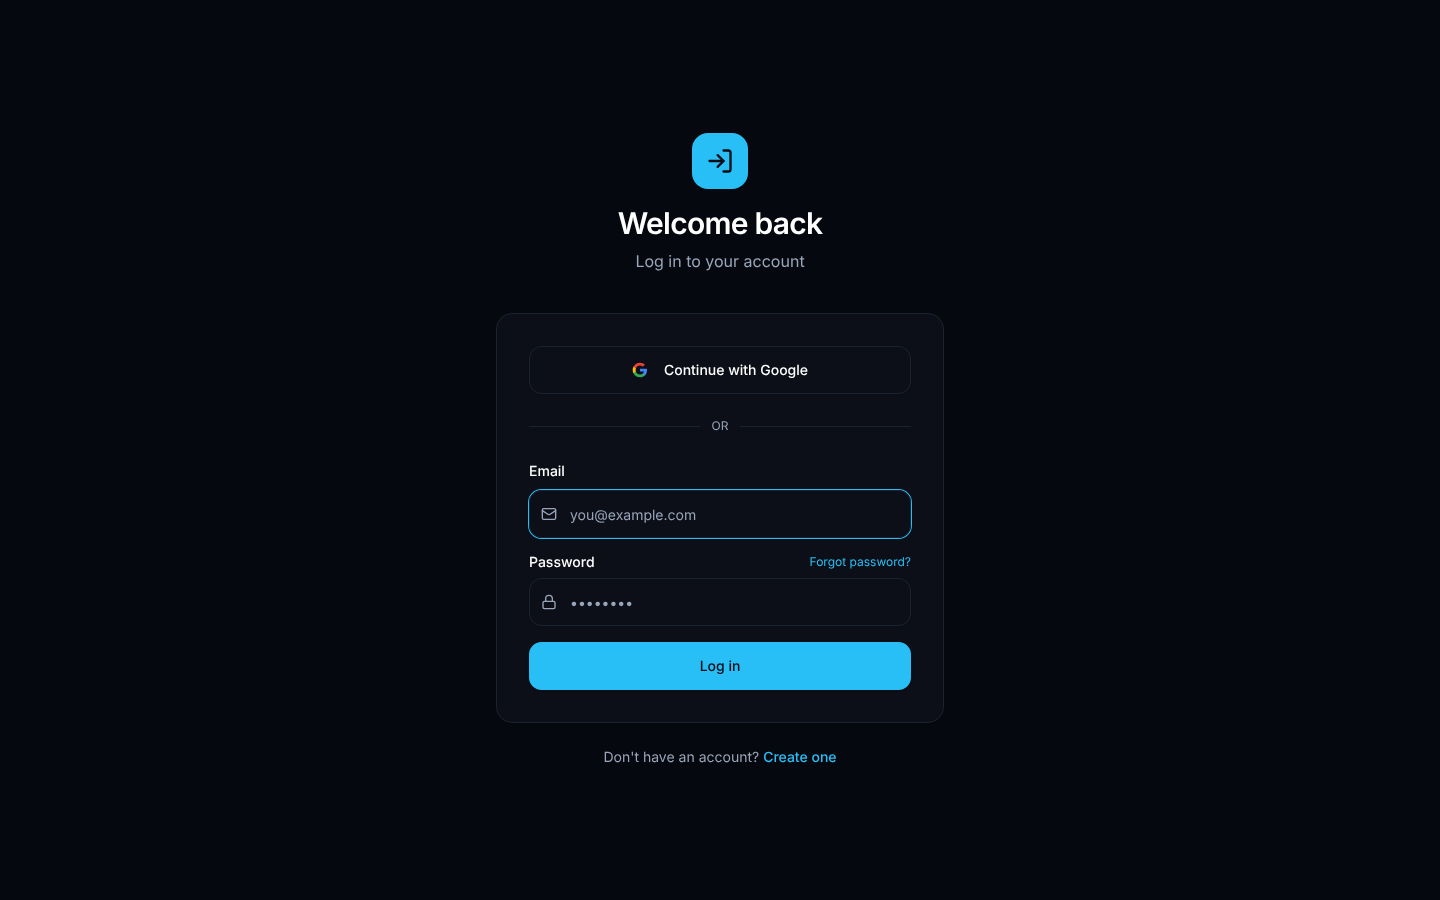 Welcome back
Log in to your account
Continue with Google
OR
Email
you@example.com
Password Forgot password?
••••••••
Log in
Don't have an account? Create one